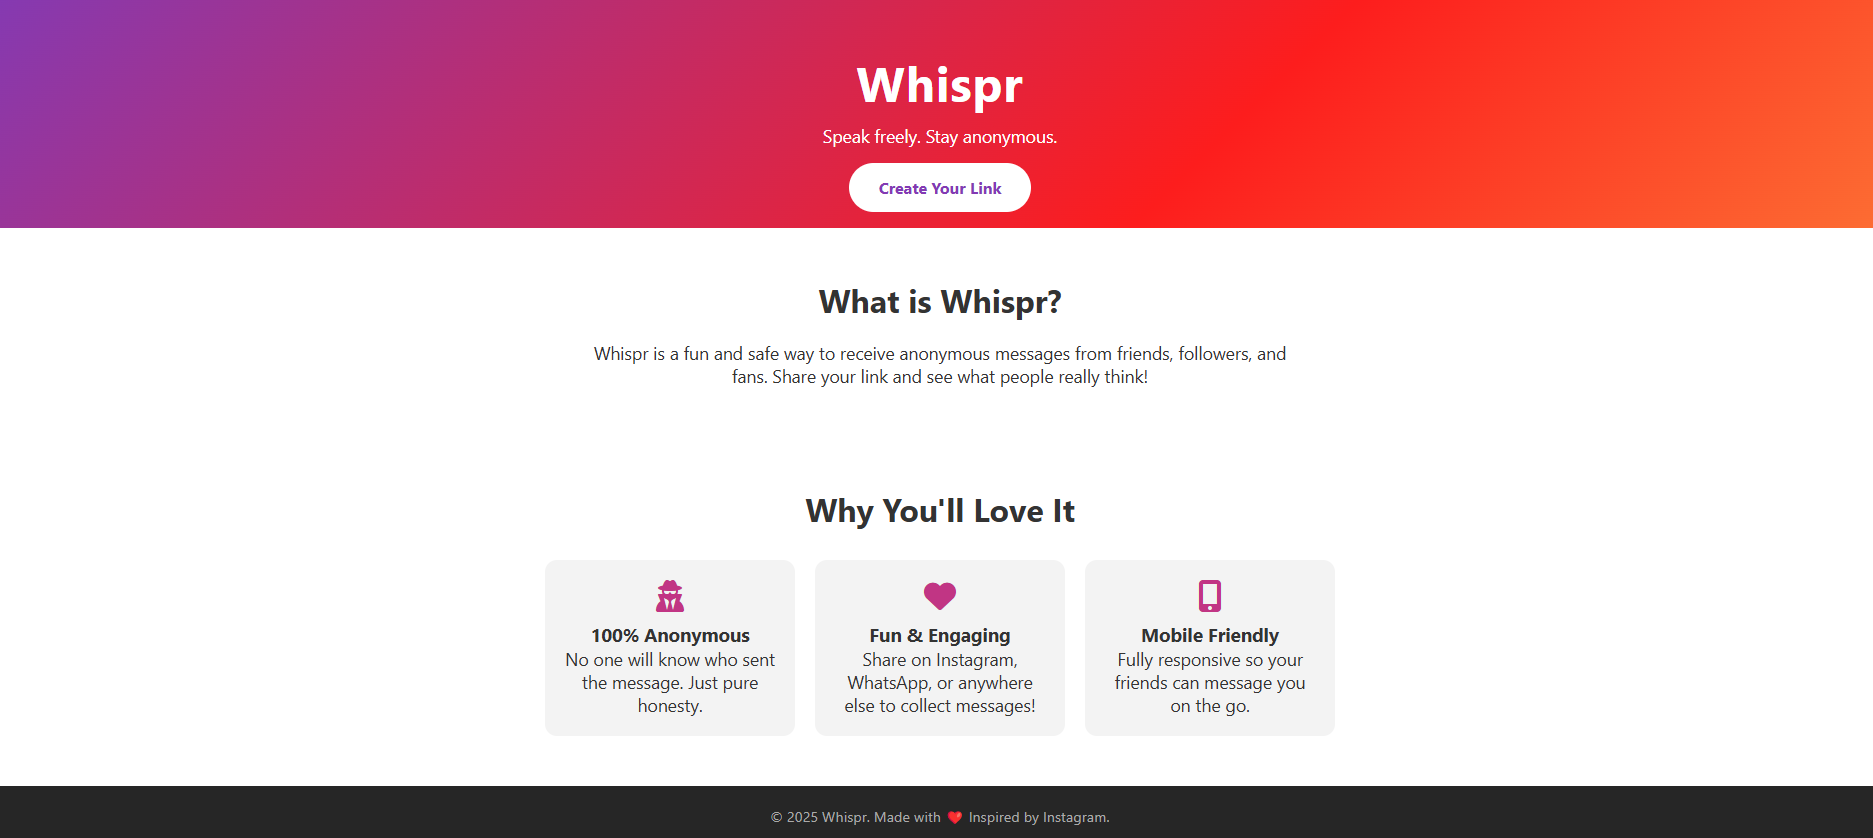 Whispr
Speak freely. Stay anonymous.
Create Your Link
What is Whispr?
Whispr is a fun and safe way to receive anonymous messages from friends, followers, and
fans. Share your link and see what people really think!
Why You'll Love It
100% Anonymous
No one will know who sent
the message. Just pure
honesty.
Fun & Engaging
Share on Instagram,
WhatsApp, or anywhere
else to collect messages!
Mobile Friendly
Fully responsive so your
friends can message you
on the go.
© 2025 Whispr. Made with ❤️ Inspired by Instagram.